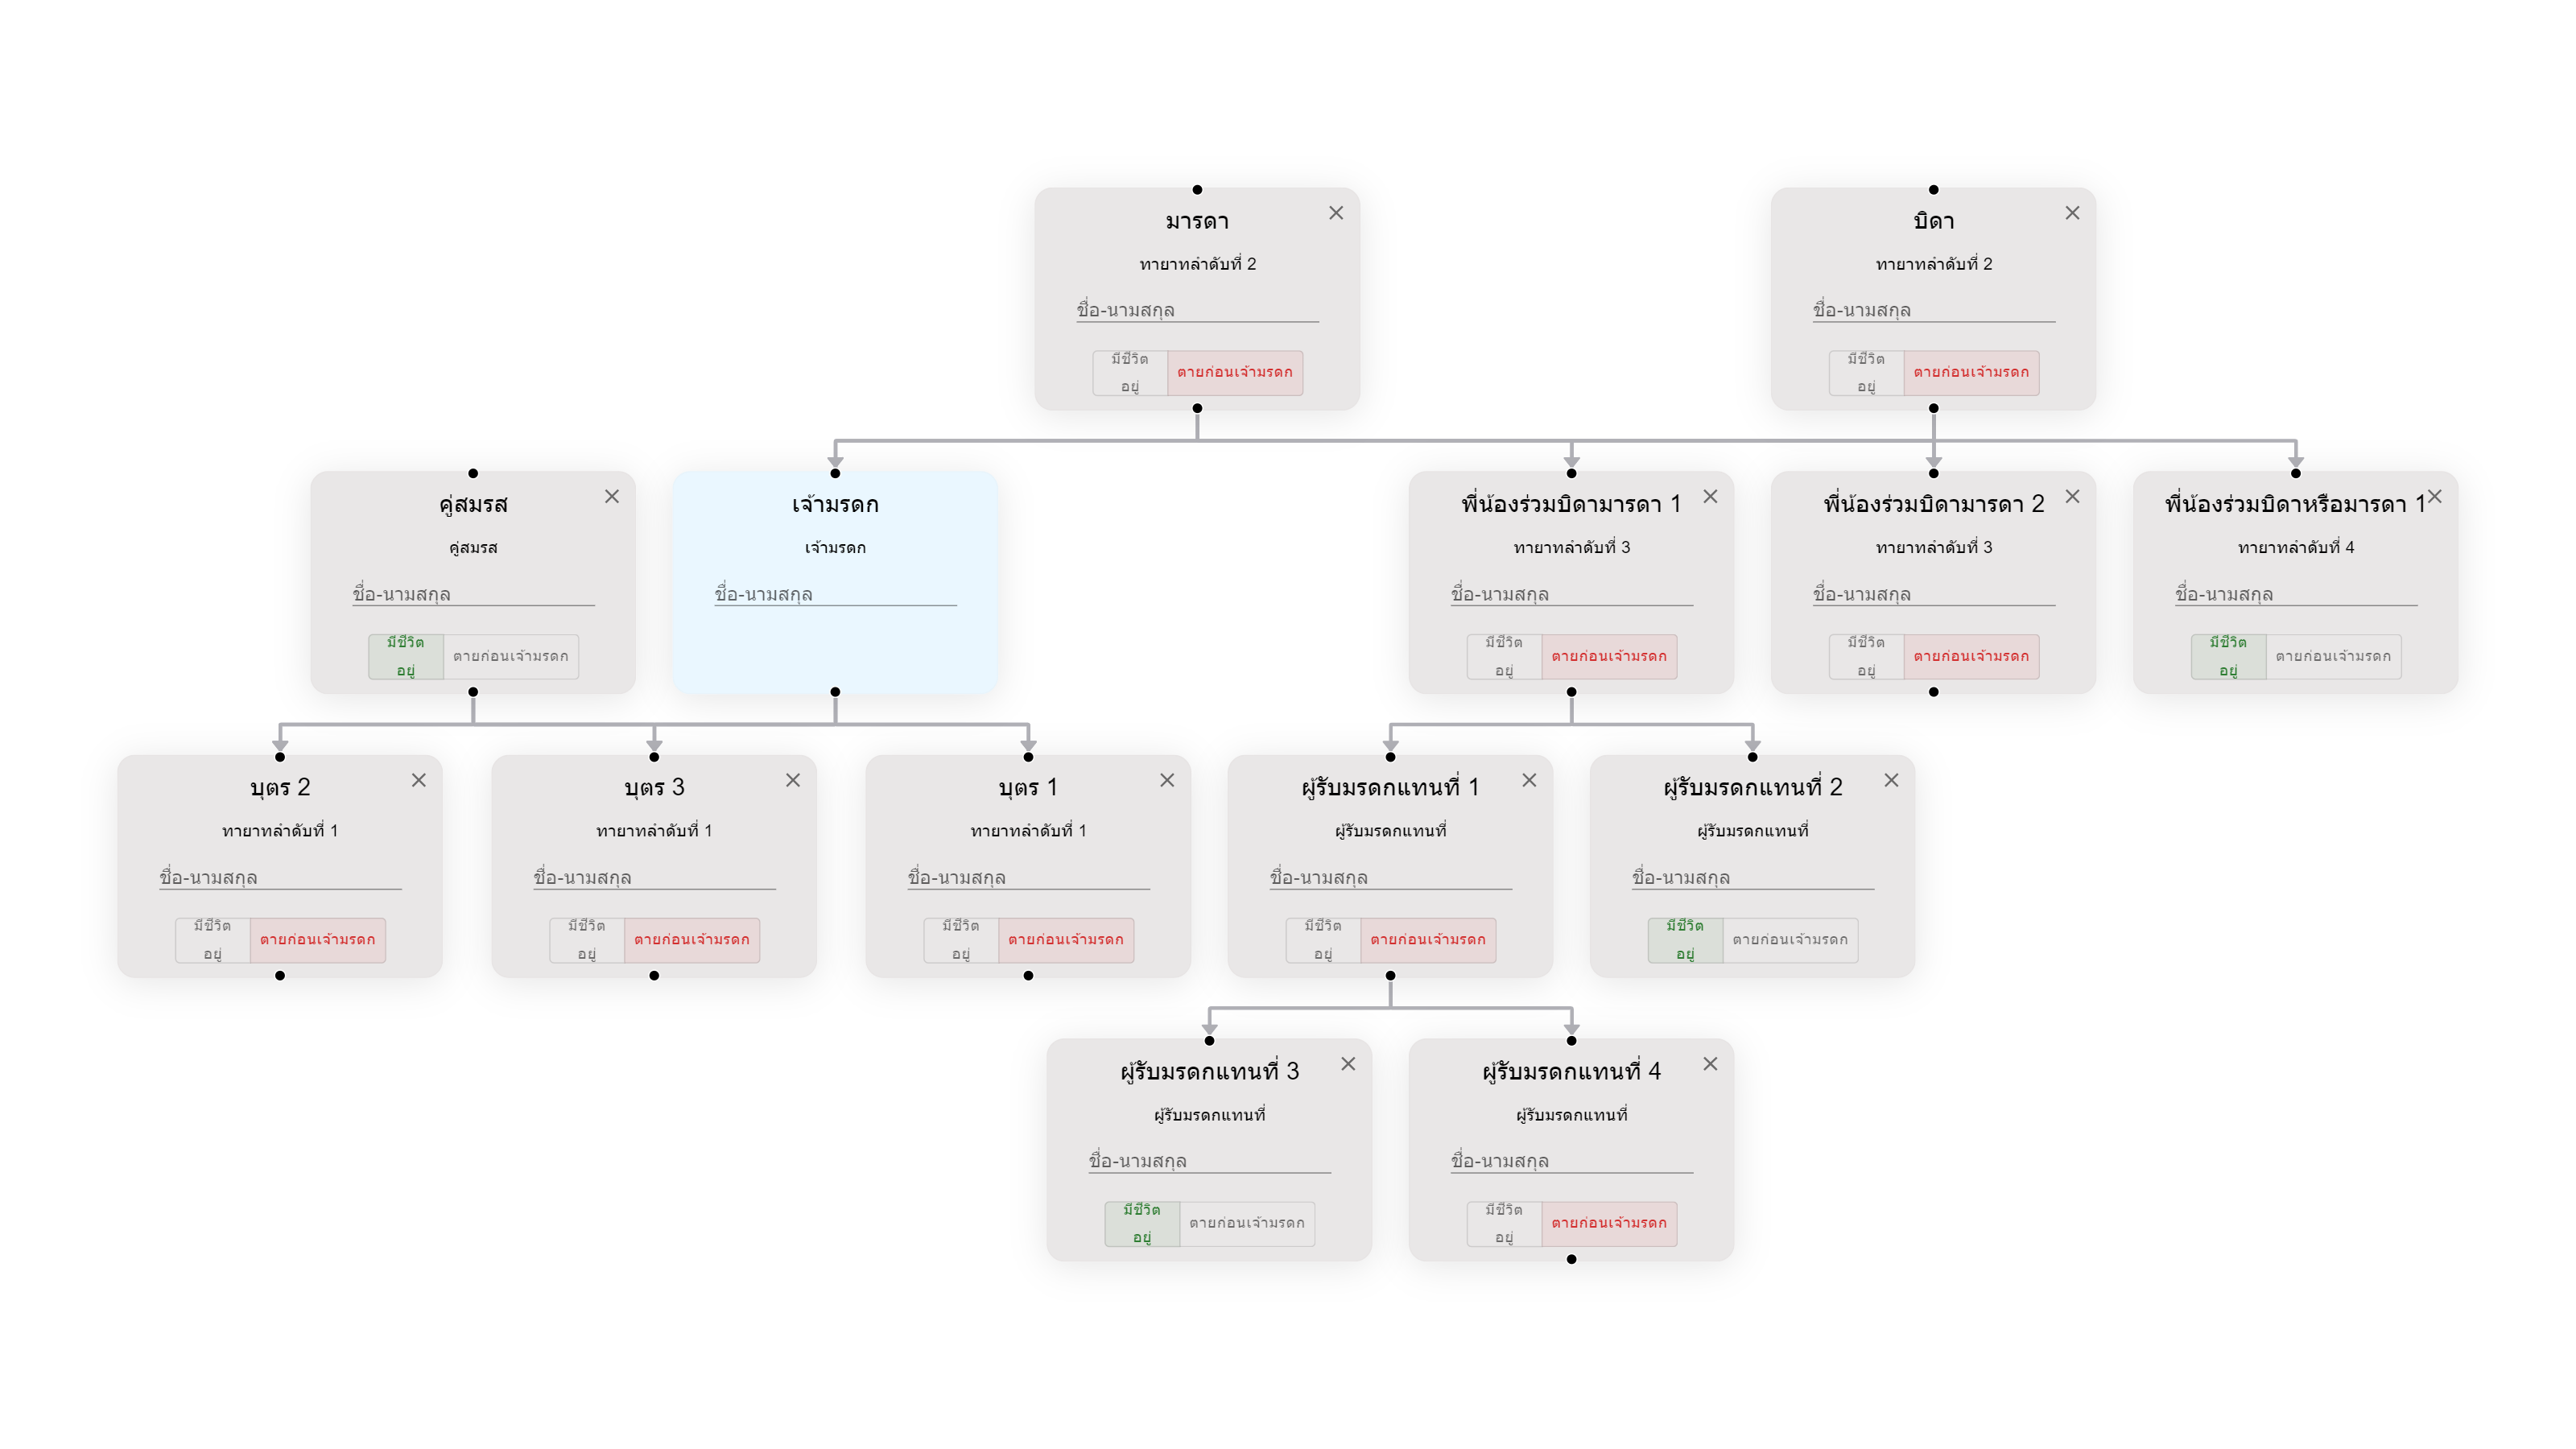 มารดา
ทายาทลำดับที่ 2
ชื่อ-นามสกุล
มีชีวิต
อยู่
ตายก่อนเจ้ามรดก
บิดา
ทายาทลำดับที่ 2
ชื่อ-นามสกุล
มีชีวิต
อยู่
ตายก่อนเจ้ามรดก
คู่สมรส
คู่สมรส
ชื่อ-นามสกุล
มีชีวิต
อยู่
ตายก่อนเจ้ามรดก
เจ้ามรดก
เจ้ามรดก
ชื่อ-นามสกุล
พี่น้องร่วมบิดามารดา 1
ทายาทลำดับที่ 3
ชื่อ-นามสกุล
มีชีวิต
อยู่
ตายก่อนเจ้ามรดก
พี่น้องร่วมบิดามารดา 2
ทายาทลำดับที่ 3
ชื่อ-นามสกุล
มีชีวิต
อยู่
ตายก่อนเจ้ามรดก
พี่น้องร่วมบิดาหรือมารดา 1
ทายาทลำดับที่ 4
ชื่อ-นามสกุล
มีชีวิต
อยู่
ตายก่อนเจ้ามรดก
บุตร 2
ทายาทลำดับที่ 1
ชื่อ-นามสกุล
มีชีวิต
อยู่
ตายก่อนเจ้ามรดก
บุตร 3
ทายาทลำดับที่ 1
ชื่อ-นามสกุล
มีชีวิต
อยู่
ตายก่อนเจ้ามรดก
บุตร 1
ทายาทลำดับที่ 1
ชื่อ-นามสกุล
มีชีวิต
อยู่
ตายก่อนเจ้ามรดก
ผู้รับมรดกแทนที่ 1
ผู้รับมรดกแทนที่
ชื่อ-นามสกุล
มีชีวิต
อยู่
ตายก่อนเจ้ามรดก
ผู้รับมรดกแทนที่ 2
ผู้รับมรดกแทนที่
ชื่อ-นามสกุล
มีชีวิต
อยู่
ตายก่อนเจ้ามรดก
ผู้รับมรดกแทนที่ 3
ผู้รับมรดกแทนที่
ชื่อ-นามสกุล
มีชีวิต
อยู่
ตายก่อนเจ้ามรดก
ผู้รับมรดกแทนที่ 4
ผู้รับมรดกแทนที่
ชื่อ-นามสกุล
มีชีวิต
อยู่
ตายก่อนเจ้ามรดก